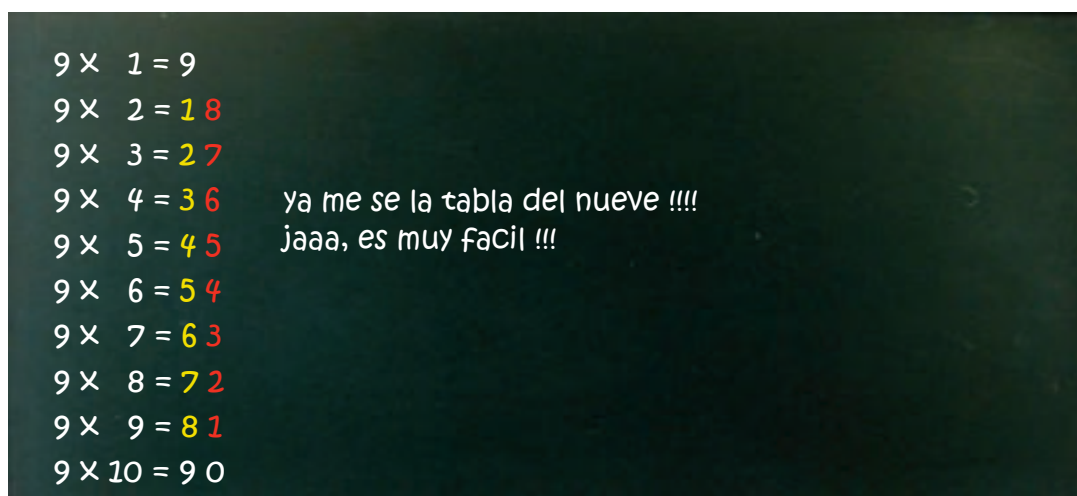 9 x 1 = 9
9 x 2 = 1 8
9 x 3 = 2 7
9 x 4 = 3 6
9 x 5 = 4 5
9 x 6 = 5 4
9 x 7 = 6 3
9 x 8 = 7 2
9 x 9 = 8 1
9 x 10 = 9 0
ya me se la tabla del nueve !!!!
jaaa, es muy facil !!!